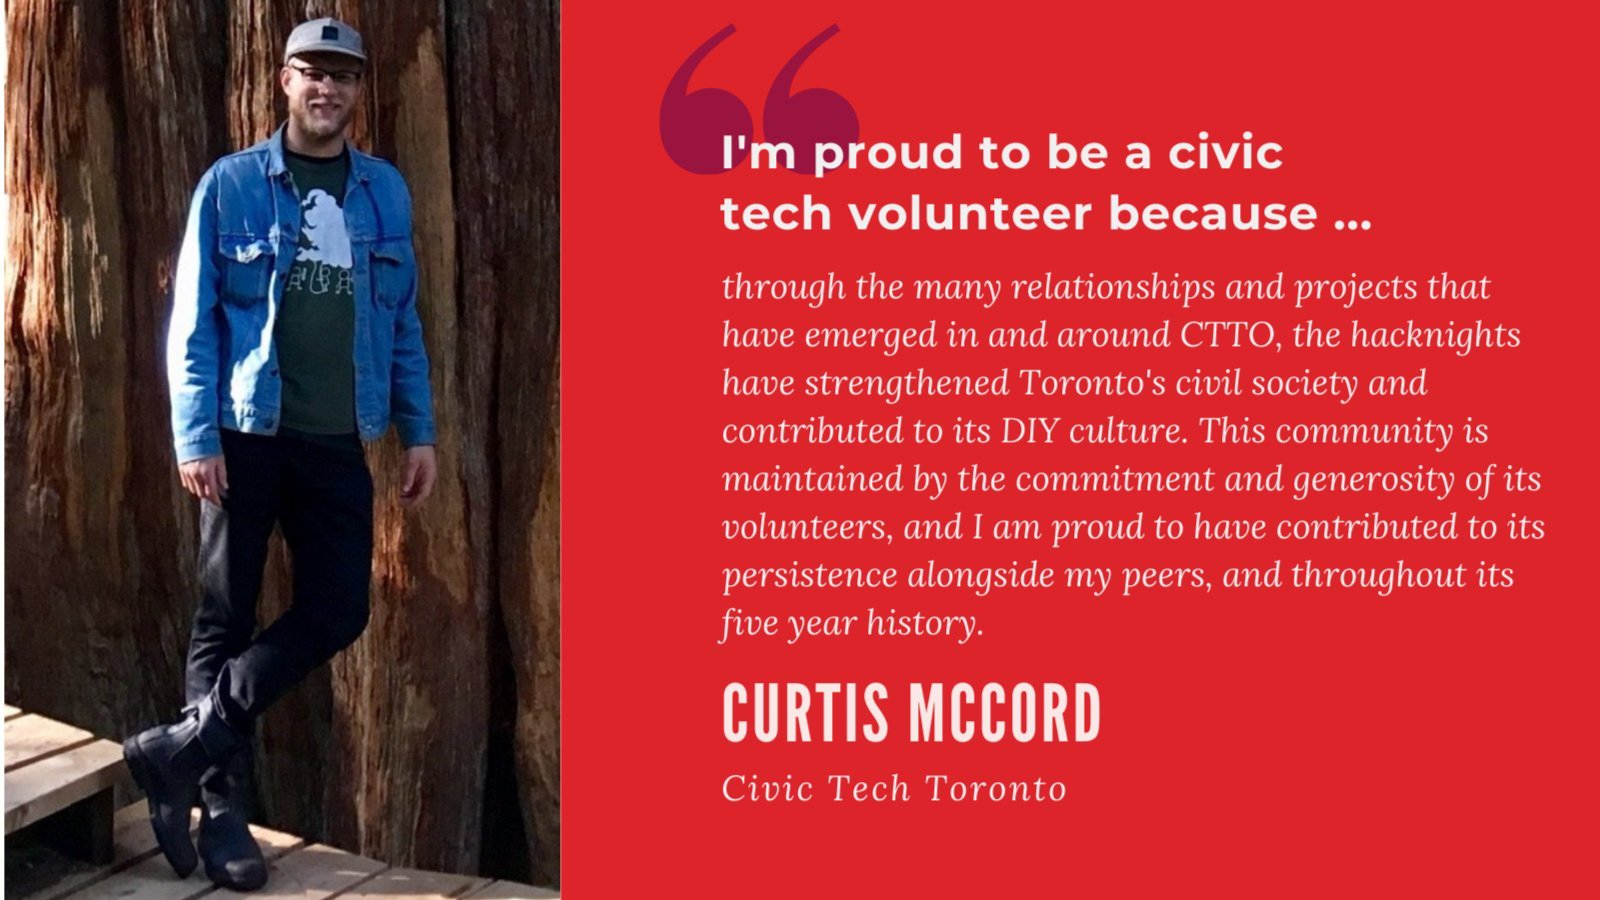 I'm proud to be a civic
tech volunteer because ...
through the many relationships and projects that
have emerged in and around CTTO, the hacknights
have strengthened Toronto's civil society and
contributed to its DIY culture. This community is
maintained by the commitment and generosity of its
volunteers, and I am proud to have contributed to its
persistence alongside my peers, and throughout its
five year history.
CURTIS MCCORD
Civic Tech Toronto